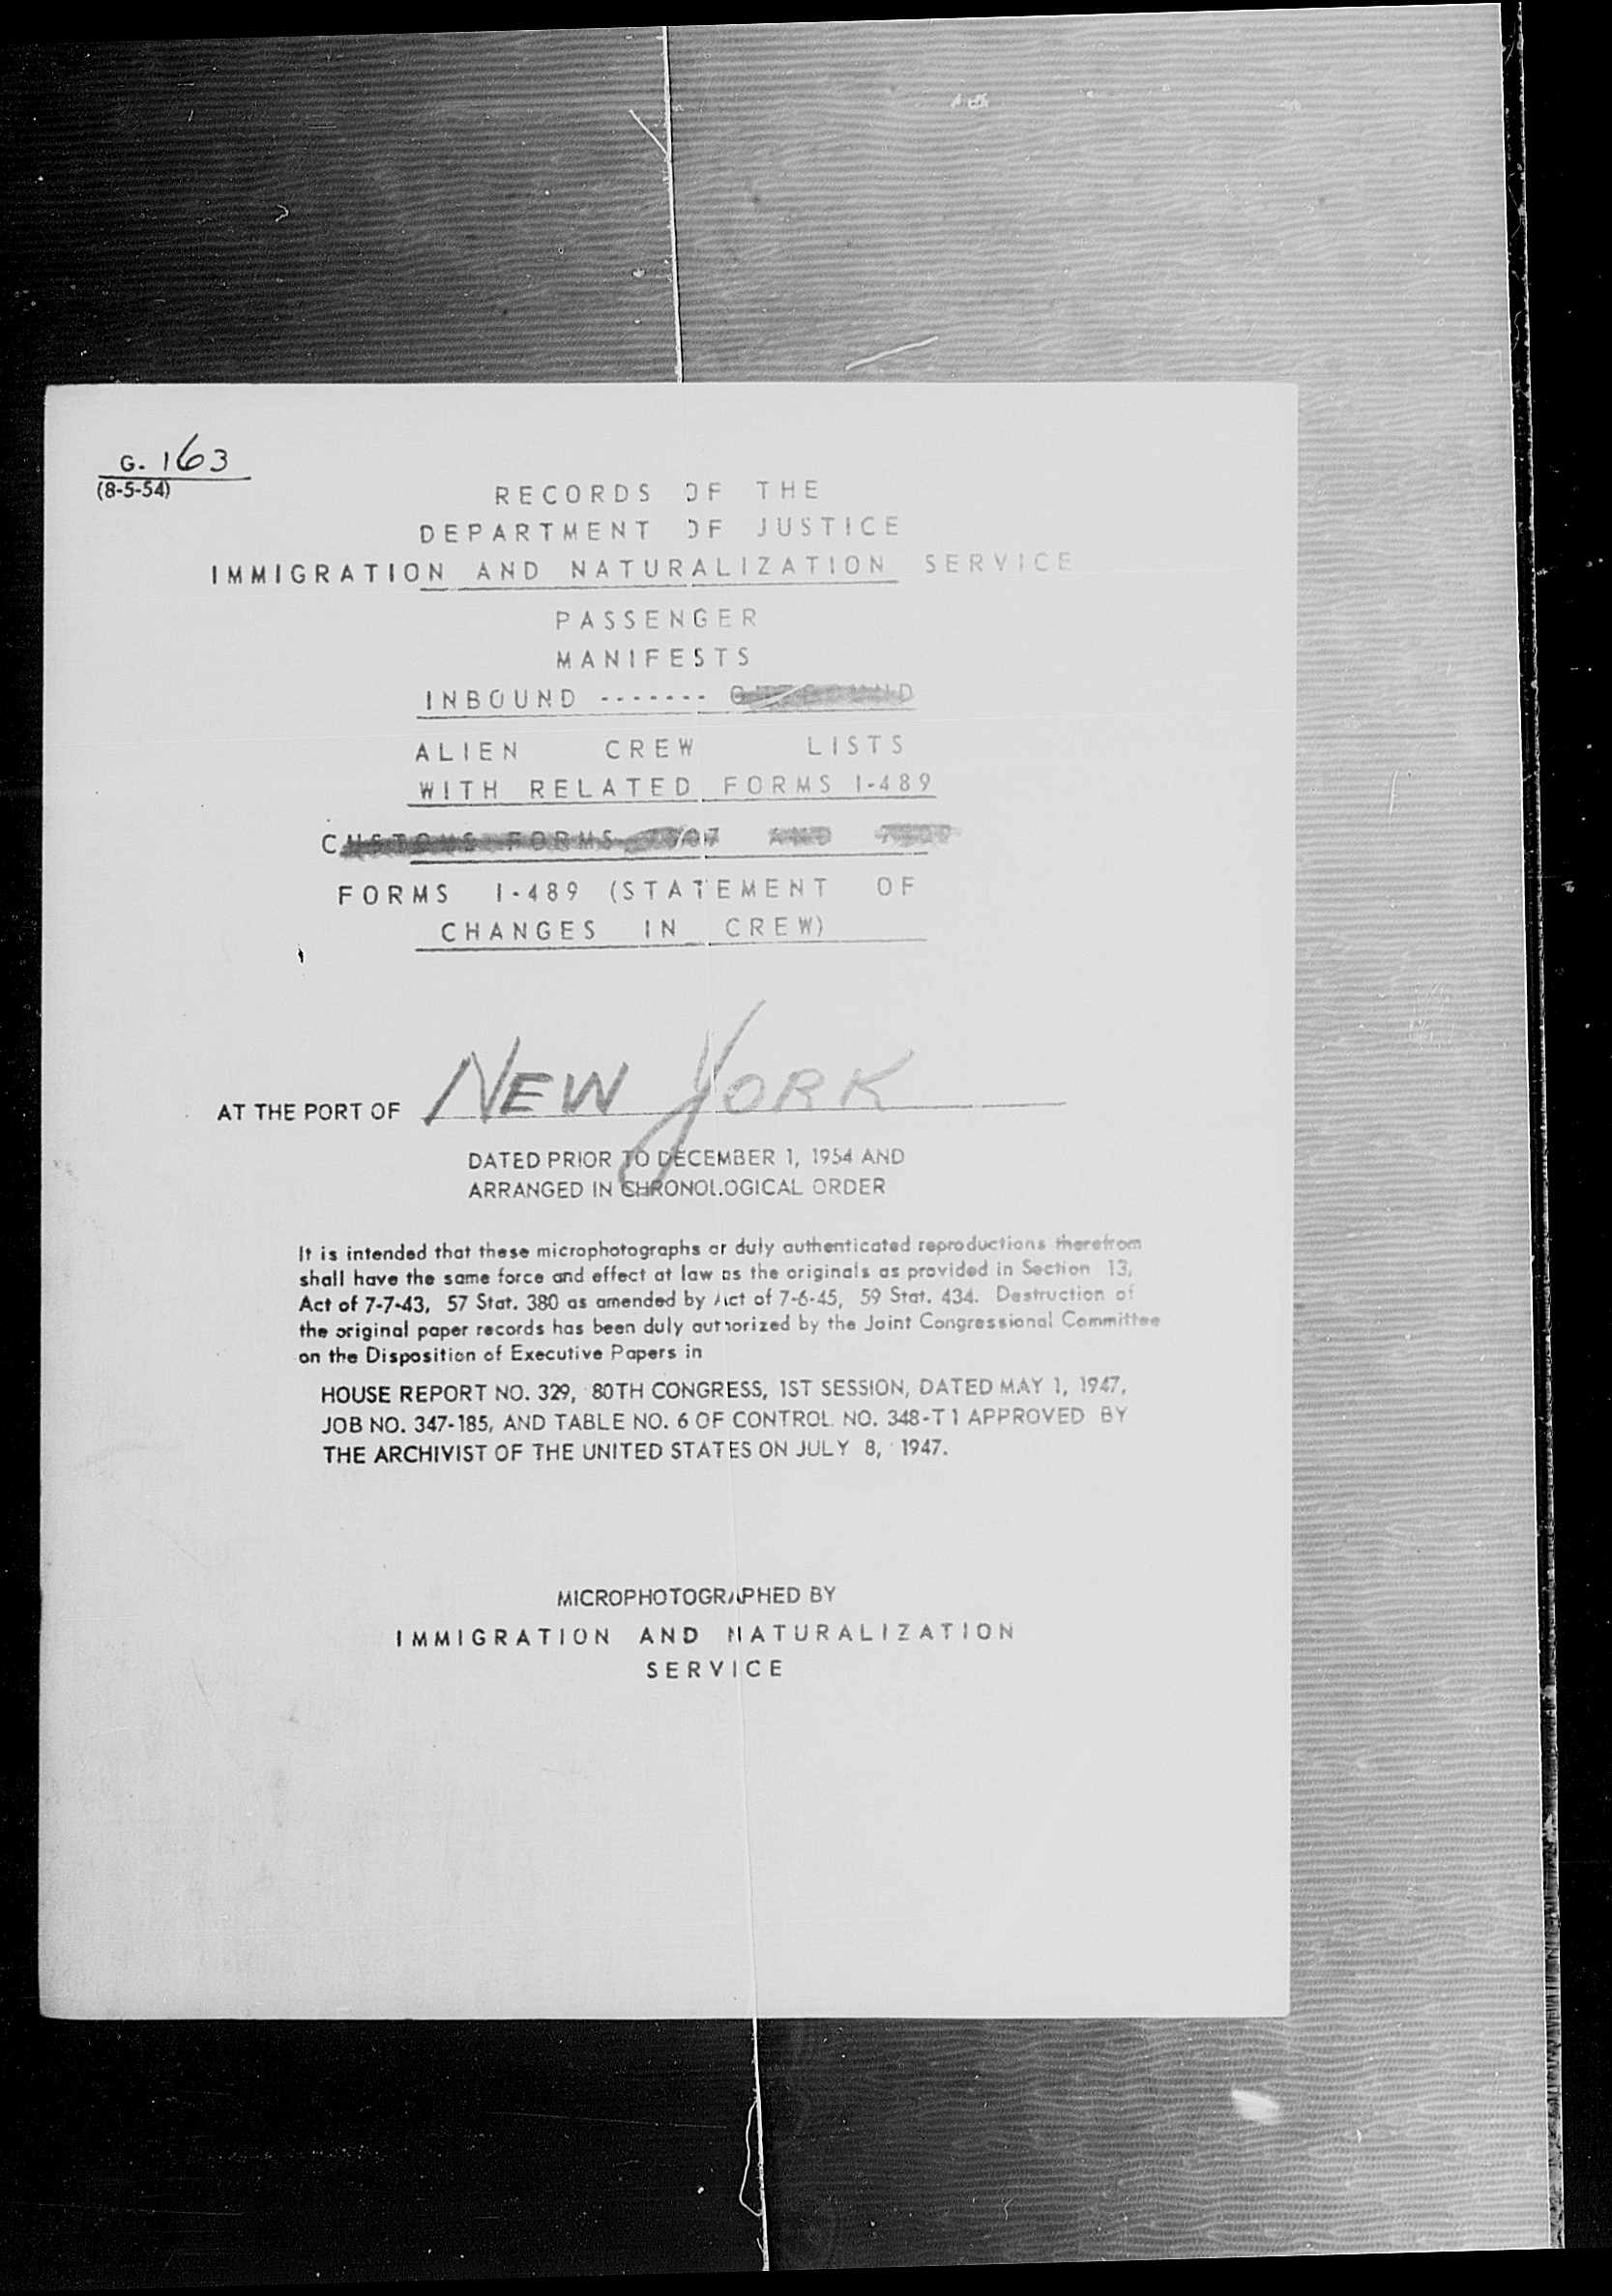 G. 163
(8-5-54)
RECORDS OF THE
DEPARTMENT OF JUSTICE
IMMIGRATION AND NATURALIZATION SERVICE
PASSENGER
MANIFESTS
INBOUND ------- OUTBOUND
ALIEN CREW LISTS
WITH RELATED FORMS I-489
CUSTOMS FORMS 7507 AND
FORMS I-489 (STATEMENT OF
CHANGES IN CREW)
AT THE PORT OF NEW YORK
DATED PRIOR TO DECEMBER 1, 1954 AND
ARRANGED IN CHRONOLOGICAL ORDER
It is intended that these microphotographs or duly authenticated reproductions therefrom
shall have the same force and effect at law as the originals as provided in Section 13,
Act of 7-7-43, 57 Stat. 380 as amended by Act of 7-6-45, 59 Stat. 434. Destruction of
the original paper records has been duly authorized by the Joint Congressional Committee
on the Disposition of Executive Papers in
HOUSE REPORT NO. 329, 80TH CONGRESS, 1ST SESSION, DATED MAY 1, 1947,
JOB NO. 347-185, AND TABLE NO. 6 OF CONTROL NO. 348-T1 APPROVED BY
THE ARCHIVIST OF THE UNITED STATES ON JULY 8, 1947.
MICROPHOTOGRAPHED BY
IMMIGRATION AND NATURALIZATION
SERVICE